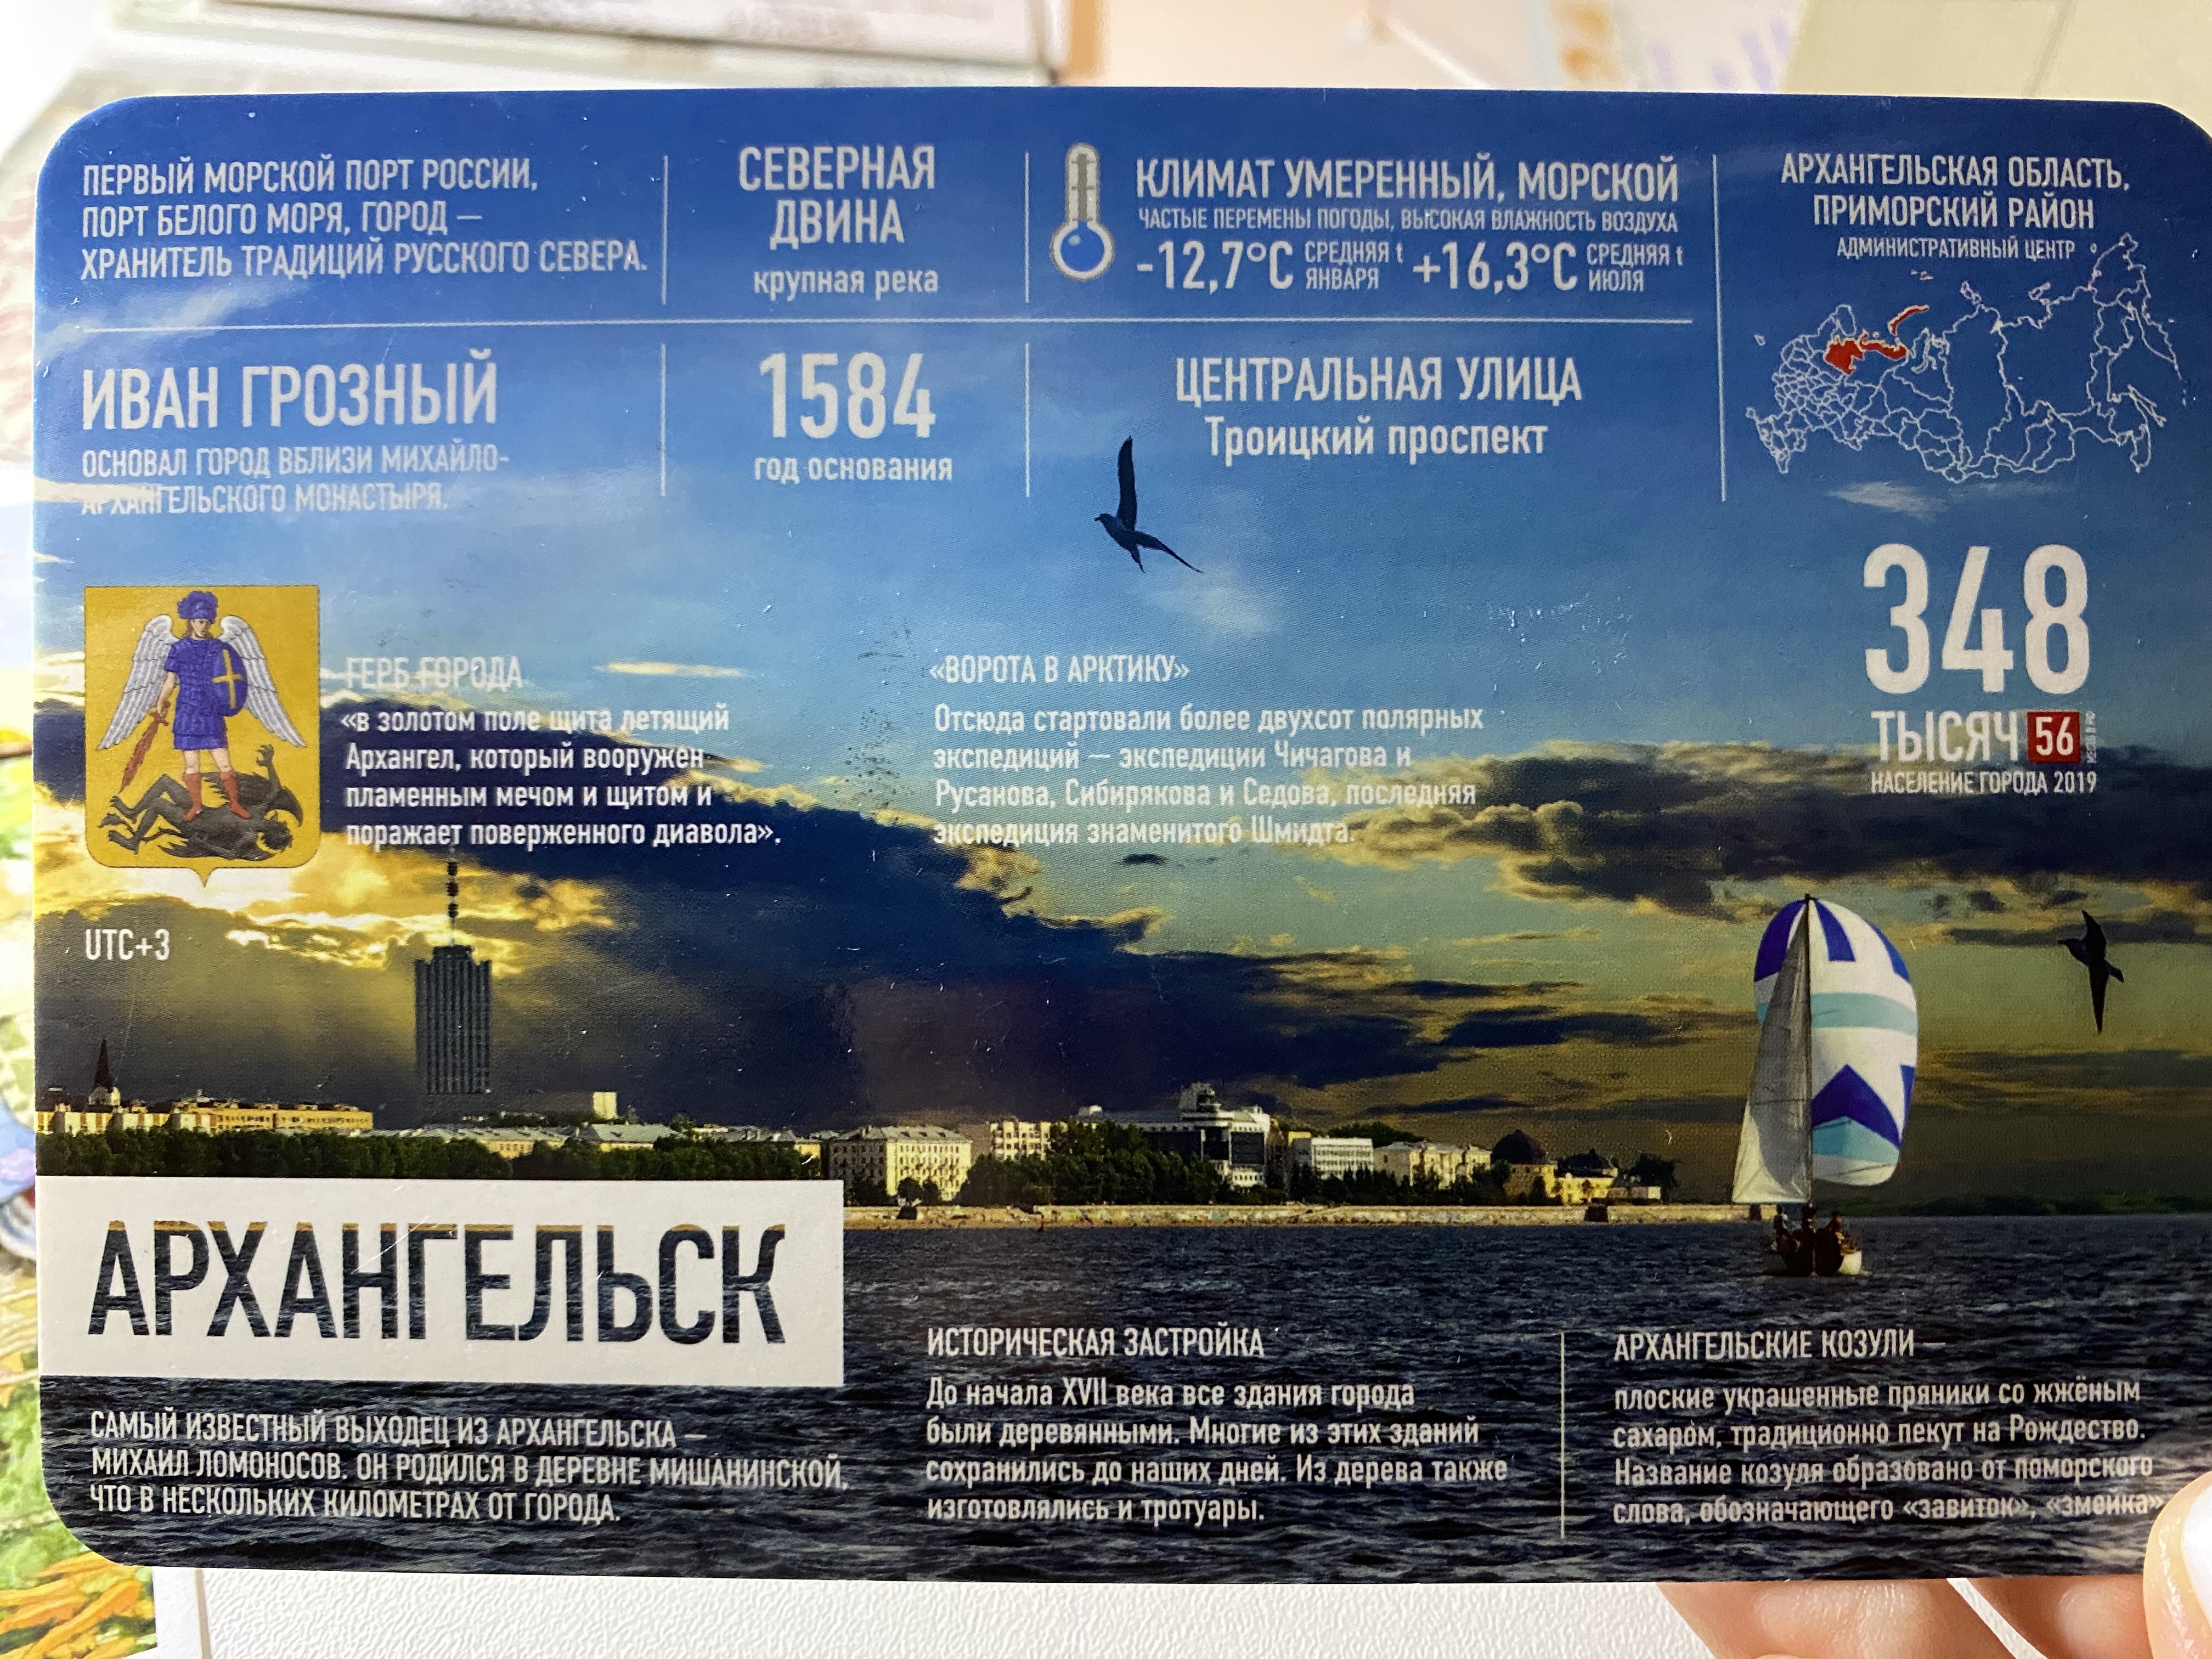 ПЕРВЫЙ МОРСКОЙ ПОРТ РОССИИ,
ПОРТ БЕЛОГО МОРЯ, ГОРОД —
ХРАНИТЕЛЬ ТРАДИЦИЙ РУССКОГО СЕВЕРА.
СЕВЕРНАЯ
ДВИНА
крупная река
КЛИМАТ УМЕРЕННЫЙ, МОРСКОЙ
ЧАСТЫЕ ПЕРЕМЕНЫ ПОГОДЫ, ВЫСОКАЯ ВЛАЖНОСТЬ ВОЗДУХА
-12,7°C СРЕДНЯЯ t ЯНВАРЯ +16,3°C СРЕДНЯЯ t ИЮЛЯ
АРХАНГЕЛЬСКАЯ ОБЛАСТЬ,
ПРИМОРСКИЙ РАЙОН
АДМИНИСТРАТИВНЫЙ ЦЕНТР
ИВАН ГРОЗНЫЙ
ОСНОВАЛ ГОРОД ВБЛИЗИ МИХАЙЛО-
АРХАНГЕЛЬСКОГО МОНАСТЫРЯ.
1584
год основания
ЦЕНТРАЛЬНАЯ УЛИЦА
Троицкий проспект
ГЕРБ ГОРОДА
«в золотом поле щита летящий
Архангел, который вооружен
пламенным мечом и щитом и
поражает поверженного диавола».
«ВОРОТА В АРКТИКУ»
Отсюда стартовали более двухсот полярных
экспедиций — экспедиции Чичагова и
Русанова, Сибирякова и Седова, последняя
экспедиция знаменитого Шмидта.
348
ТЫСЯЧ 56
НАСЕЛЕНИЕ ГОРОДА 2019
UTC+3
АРХАНГЕЛЬСК
САМЫЙ ИЗВЕСТНЫЙ ВЫХОДЕЦ ИЗ АРХАНГЕЛЬСКА —
МИХАИЛ ЛОМОНОСОВ. ОН РОДИЛСЯ В ДЕРЕВНЕ МИШАНИНСКОЙ,
ЧТО В НЕСКОЛЬКИХ КИЛОМЕТРАХ ОТ ГОРОДА.
ИСТОРИЧЕСКАЯ ЗАСТРОЙКА
До начала XVII века все здания города
были деревянными. Многие из этих зданий
сохранились до наших дней. Из дерева также
изготовлялись и тротуары.
АРХАНГЕЛЬСКИЕ КОЗУЛИ —
плоские украшенные пряники со жжёным
сахаром, традиционно пекут на Рождество.
Название козуля образовано от поморского
слова, обозначающего «завиток», «змейка»